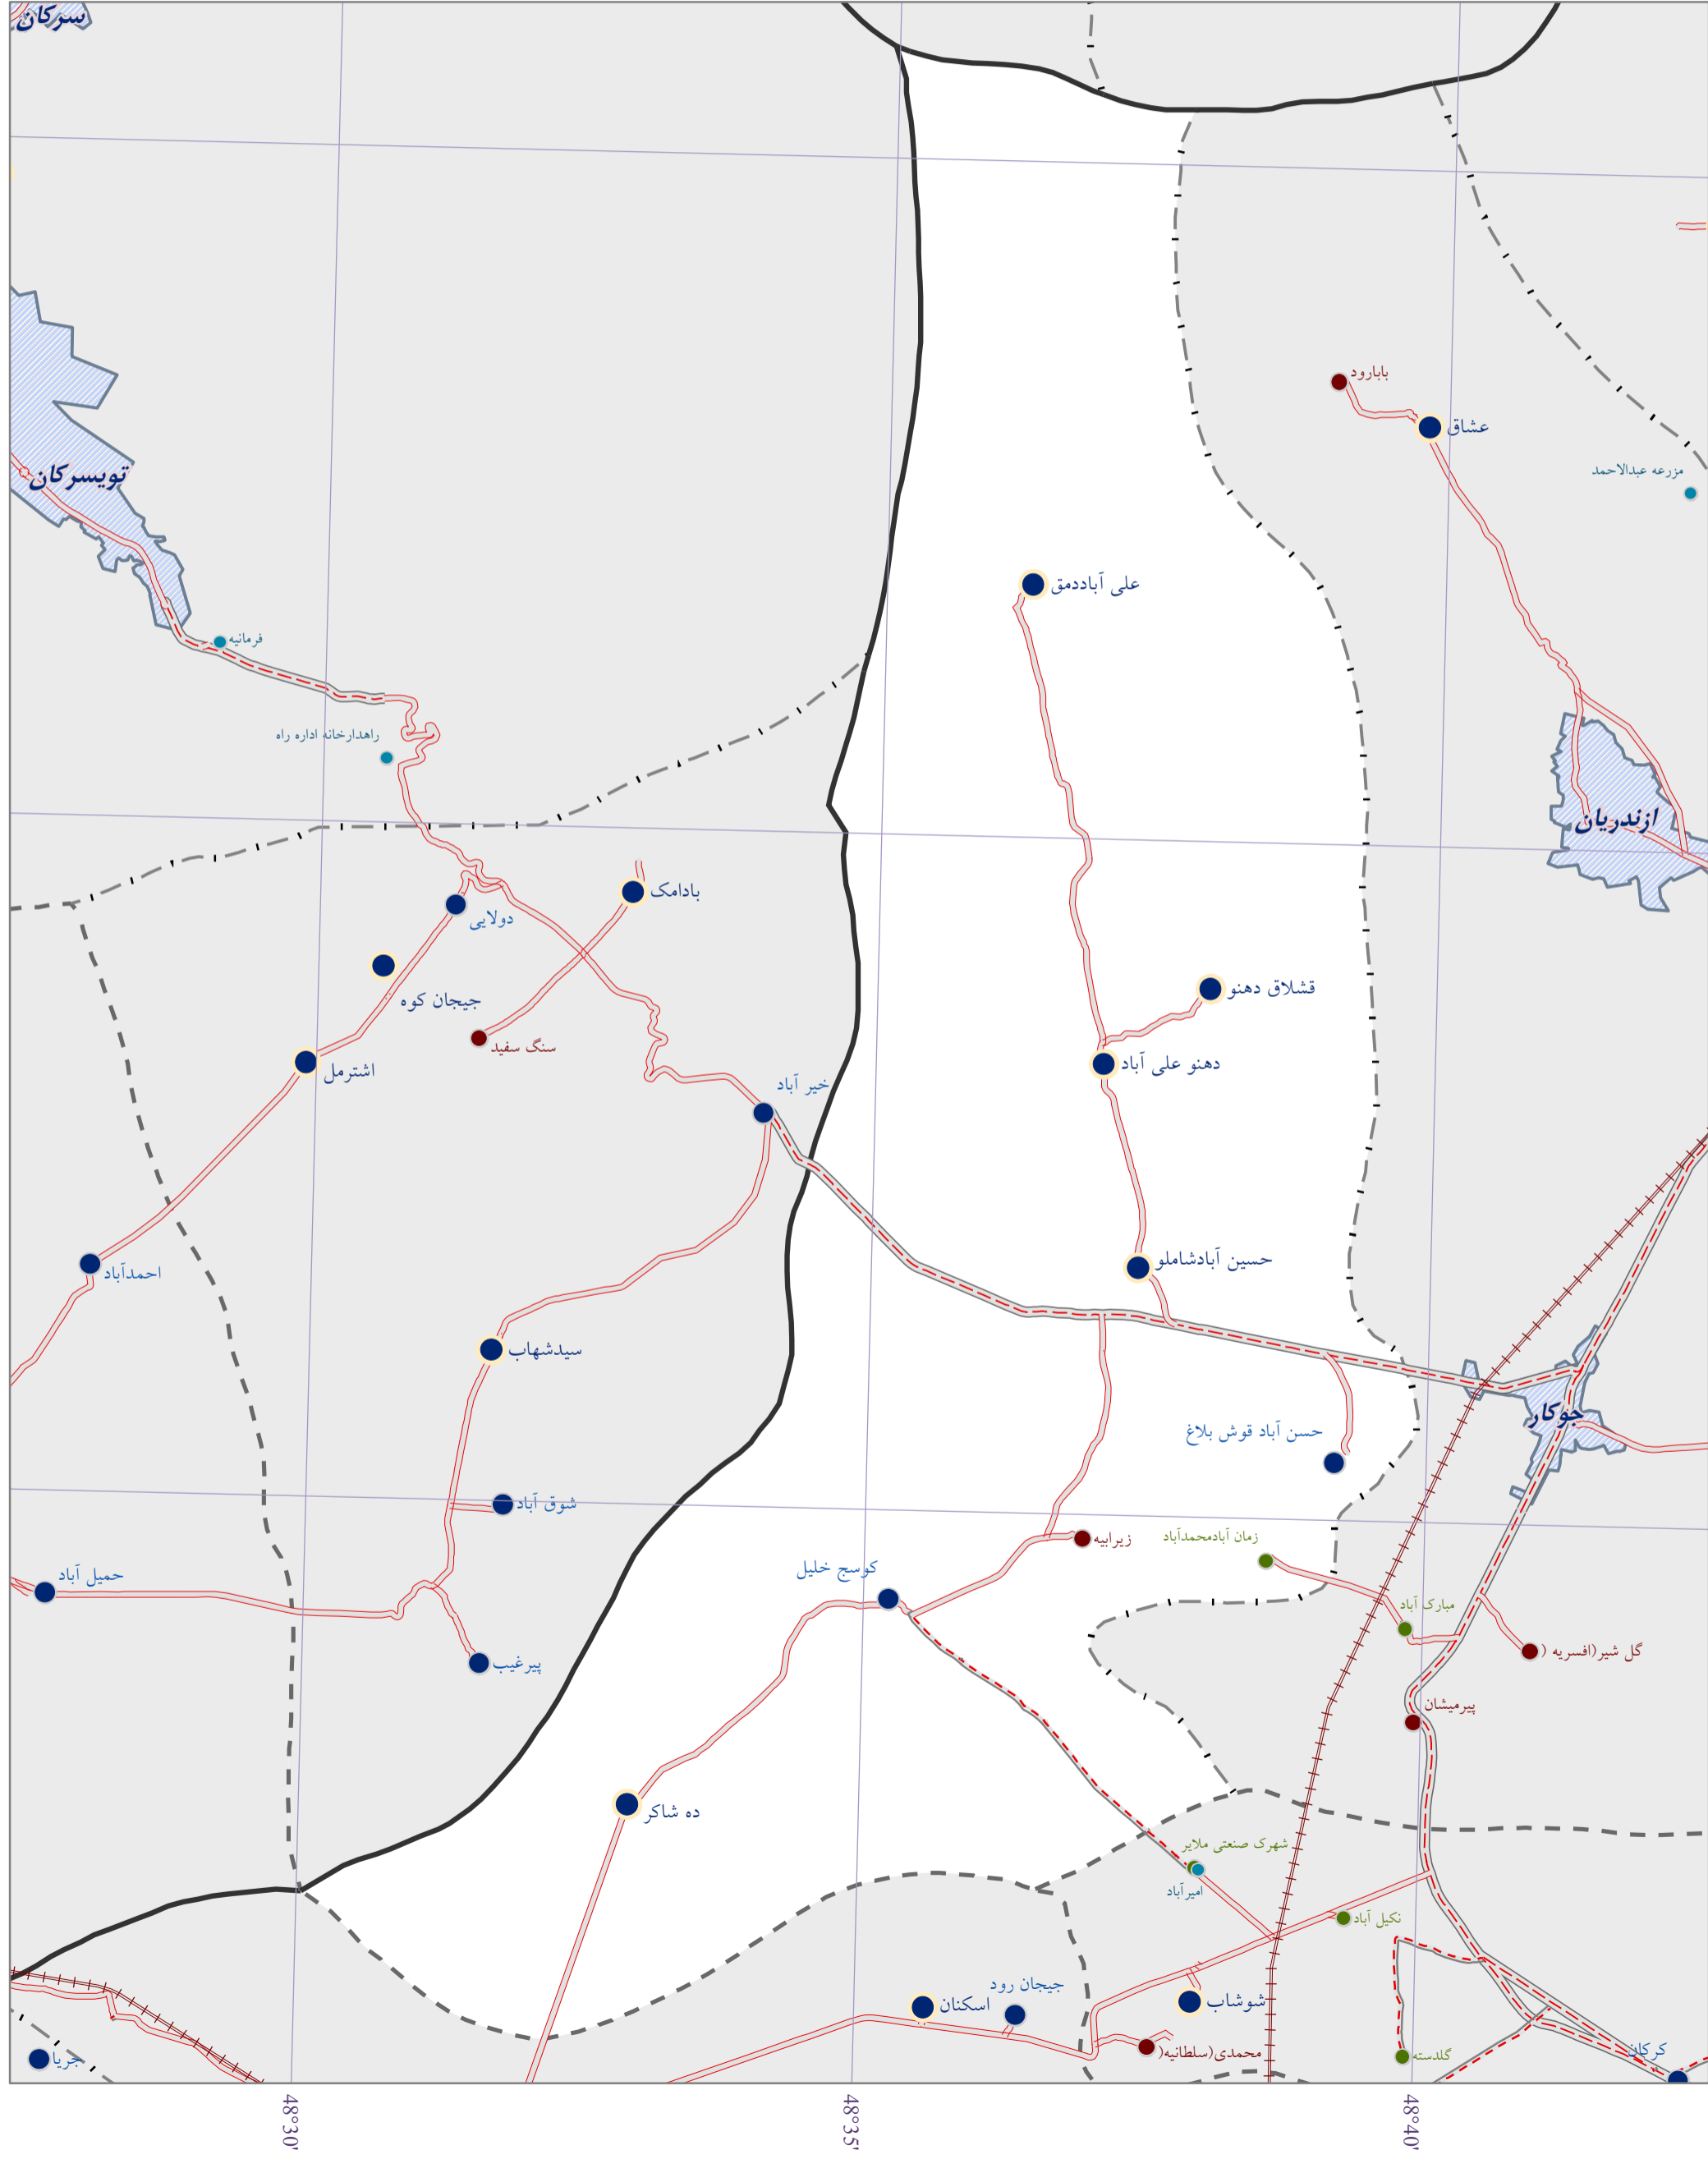 سرکان
بابارود
عشاق
مزرعه عبدالاحمد
تویسرکان
علی آباددمق
فرمانیه
راهدارخانه اداره راه
ازندریان
بادامک
دولایی
قشلاق دهنو
جیجان کوه
سنگ سفید
دهنو علی آباد
اشترمل
خیر آباد
حسین آبادشاملو
احمدآباد
سیدشهاب
جوکار
حسن آباد قوش بلاغ
شوق آباد
زیرابیه
زمان آبادمحمدآباد
کوسج خلیل
حمیل آباد
مبارک آباد
گل شیر(افسریه (
پیرغیب
پیرمیشان
ده شاکر
شهرک صنعتی ملایر
امیرآباد
نکیل آباد
جیجان رود
اسکنان
شوشاب
محمدی(سلطانیه(
گلدسته
کرکان
جریا
48°30'
48°35'
48°40'